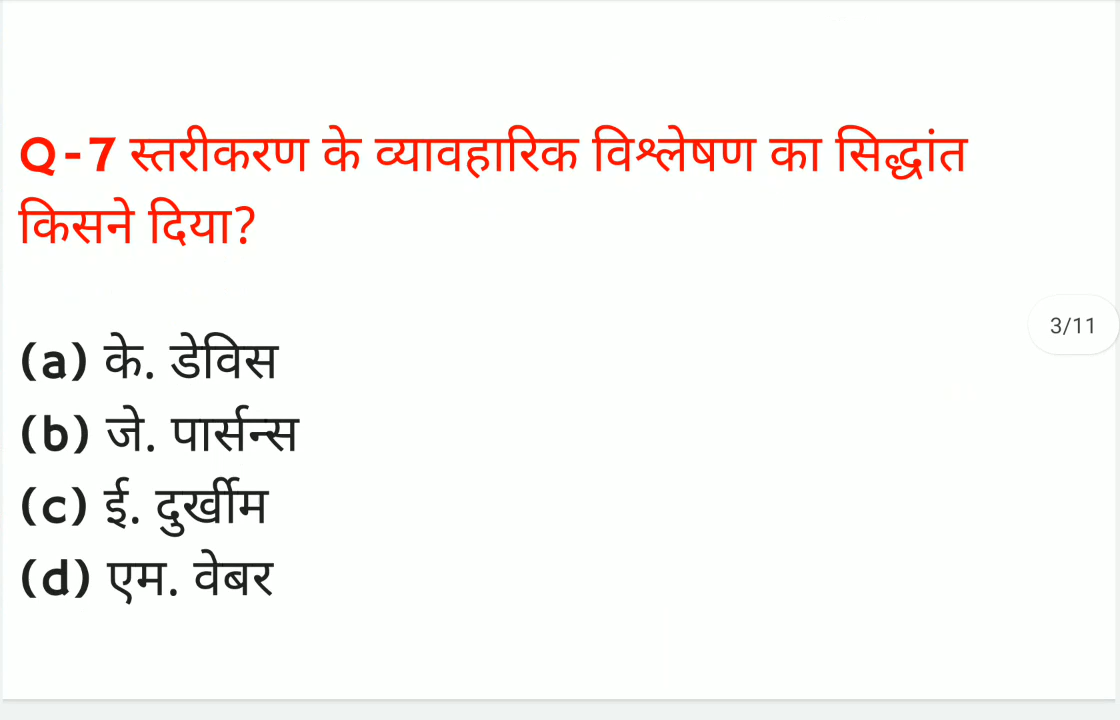 Q-7 स्तरीकरण के व्यावहारिक विश्लेषण का सिद्धांत
किसने दिया?
3/11
(a) के. डेविस
(b) जे. पार्सन्स
(c) ई. दुर्खीम
(d) एम. वेबर